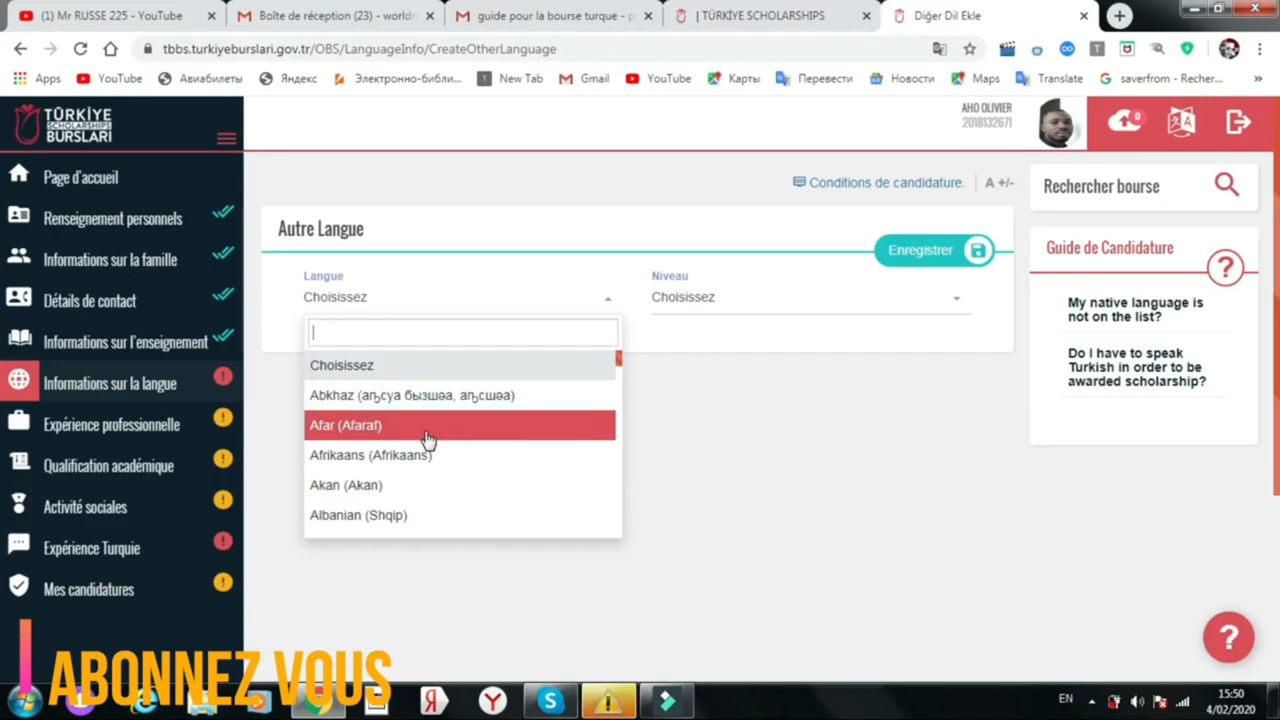 Mr RUSSE 225 - YouTube
Boîte de réception (23) - worldn
guide pour la bourse turque - p
| TÜRKİYE SCHOLARSHIPS
Diğer Dil Ekle
tbbs.turkiyeburslari.gov.tr/OBS/LanguageInfo/CreateOtherLanguage
Apps
YouTube
Авиабилеты
Яндекс
Электронно-библи...
New Tab
Gmail
YouTube
Карты
Перевести
Новости
Maps
Translate
saverfrom - Recher...
TÜRKİYE
SCHOLARSHIPS
BURSLARI
AHO OLIVIER
2018132671
0
Page d'accueil
Renseignement personnels
Informations sur la famille
Détails de contact
Informations sur l'enseignement
Informations sur la langue
Expérience professionnelle
Qualification académique
Activité sociales
Expérience Turquie
Mes candidatures
Conditions de candidature.
A +/-
Autre Langue
Enregistrer
Langue
Choisissez
Niveau
Choisissez
Choisissez
Abkhaz (аҧсуа бызшәа, аҧсшәа)
Afar (Afaraf)
Afrikaans (Afrikaans)
Akan (Akan)
Albanian (Shqip)
Rechercher bourse
Guide de Candidature
?
My native language is
not on the list?
Do I have to speak
Turkish in order to be
awarded scholarship?
?
ABONNEZ VOUS
EN
15:50
4/02/2020